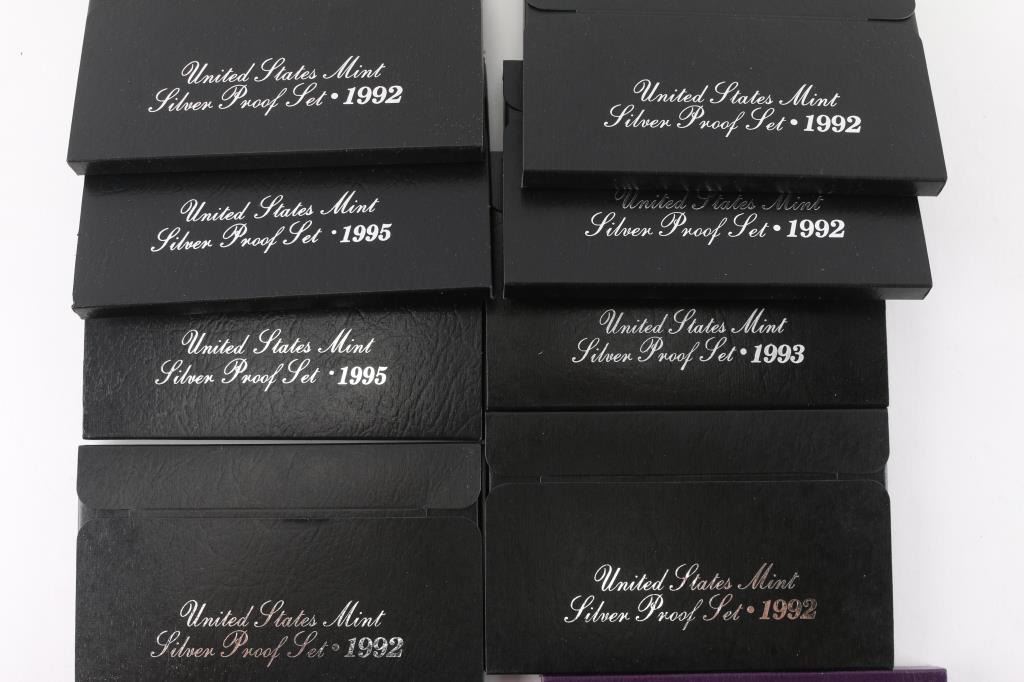 United States Mint
Silver Proof Set • 1992
United States Mint
Silver Proof Set • 1995
United States Mint
Silver Proof Set • 1995
United States Mint
Silver Proof Set • 1992
United States Mint
Silver Proof Set • 1992
United States Mint
Silver Proof Set • 1992
United States Mint
Silver Proof Set • 1993
United States Mint
Silver Proof Set • 1992